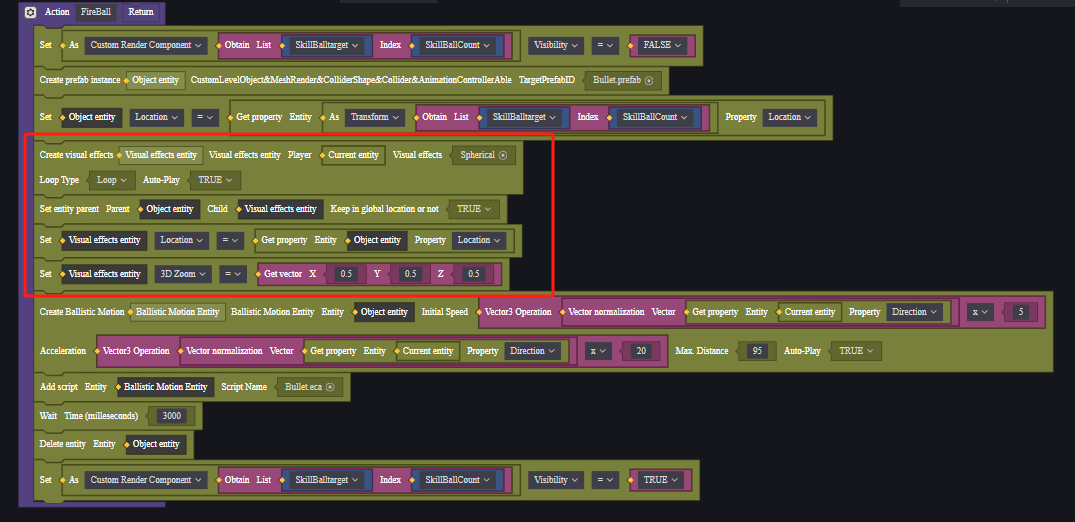 Action FireBall Return
Set As Custom Render Component Obtain List SkillBalltarget Index SkillBallCount Visibility = FALSE
Create prefab instance Object entity CustomLevelObject&MeshRender&ColliderShape&Collider&AnimationControllerAble TargetPrefabID Bullet.prefab
Set Object entity Location = Get property Entity As Transform Obtain List SkillBalltarget Index SkillBallCount Property Location
Create visual effects Visual effects entity Visual effects entity Player Current entity Visual effects Spherical
Loop Type Loop Auto-Play TRUE
Set entity parent Parent Object entity Child Visual effects entity Keep in global location or not TRUE
Set Visual effects entity Location = Get property Entity Object entity Property Location
Set Visual effects entity 3D Zoom = Get vector X 0.5 Y 0.5 Z 0.5
Create Ballistic Motion Ballistic Motion Entity Ballistic Motion Entity Entity Object entity Initial Speed Vector3 Operation Vector normalization Vector Get property Entity Current entity Property Direction x 5
Acceleration Vector3 Operation Vector normalization Vector Get property Entity Current entity Property Direction x 20 Max. Distance 95 Auto-Play TRUE
Add script Entity Ballistic Motion Entity Script Name Bullet.eca
Wait Time (milleseconds) 3000
Delete entity Entity Object entity
Set As Custom Render Component Obtain List SkillBalltarget Index SkillBallCount Visibility = TRUE